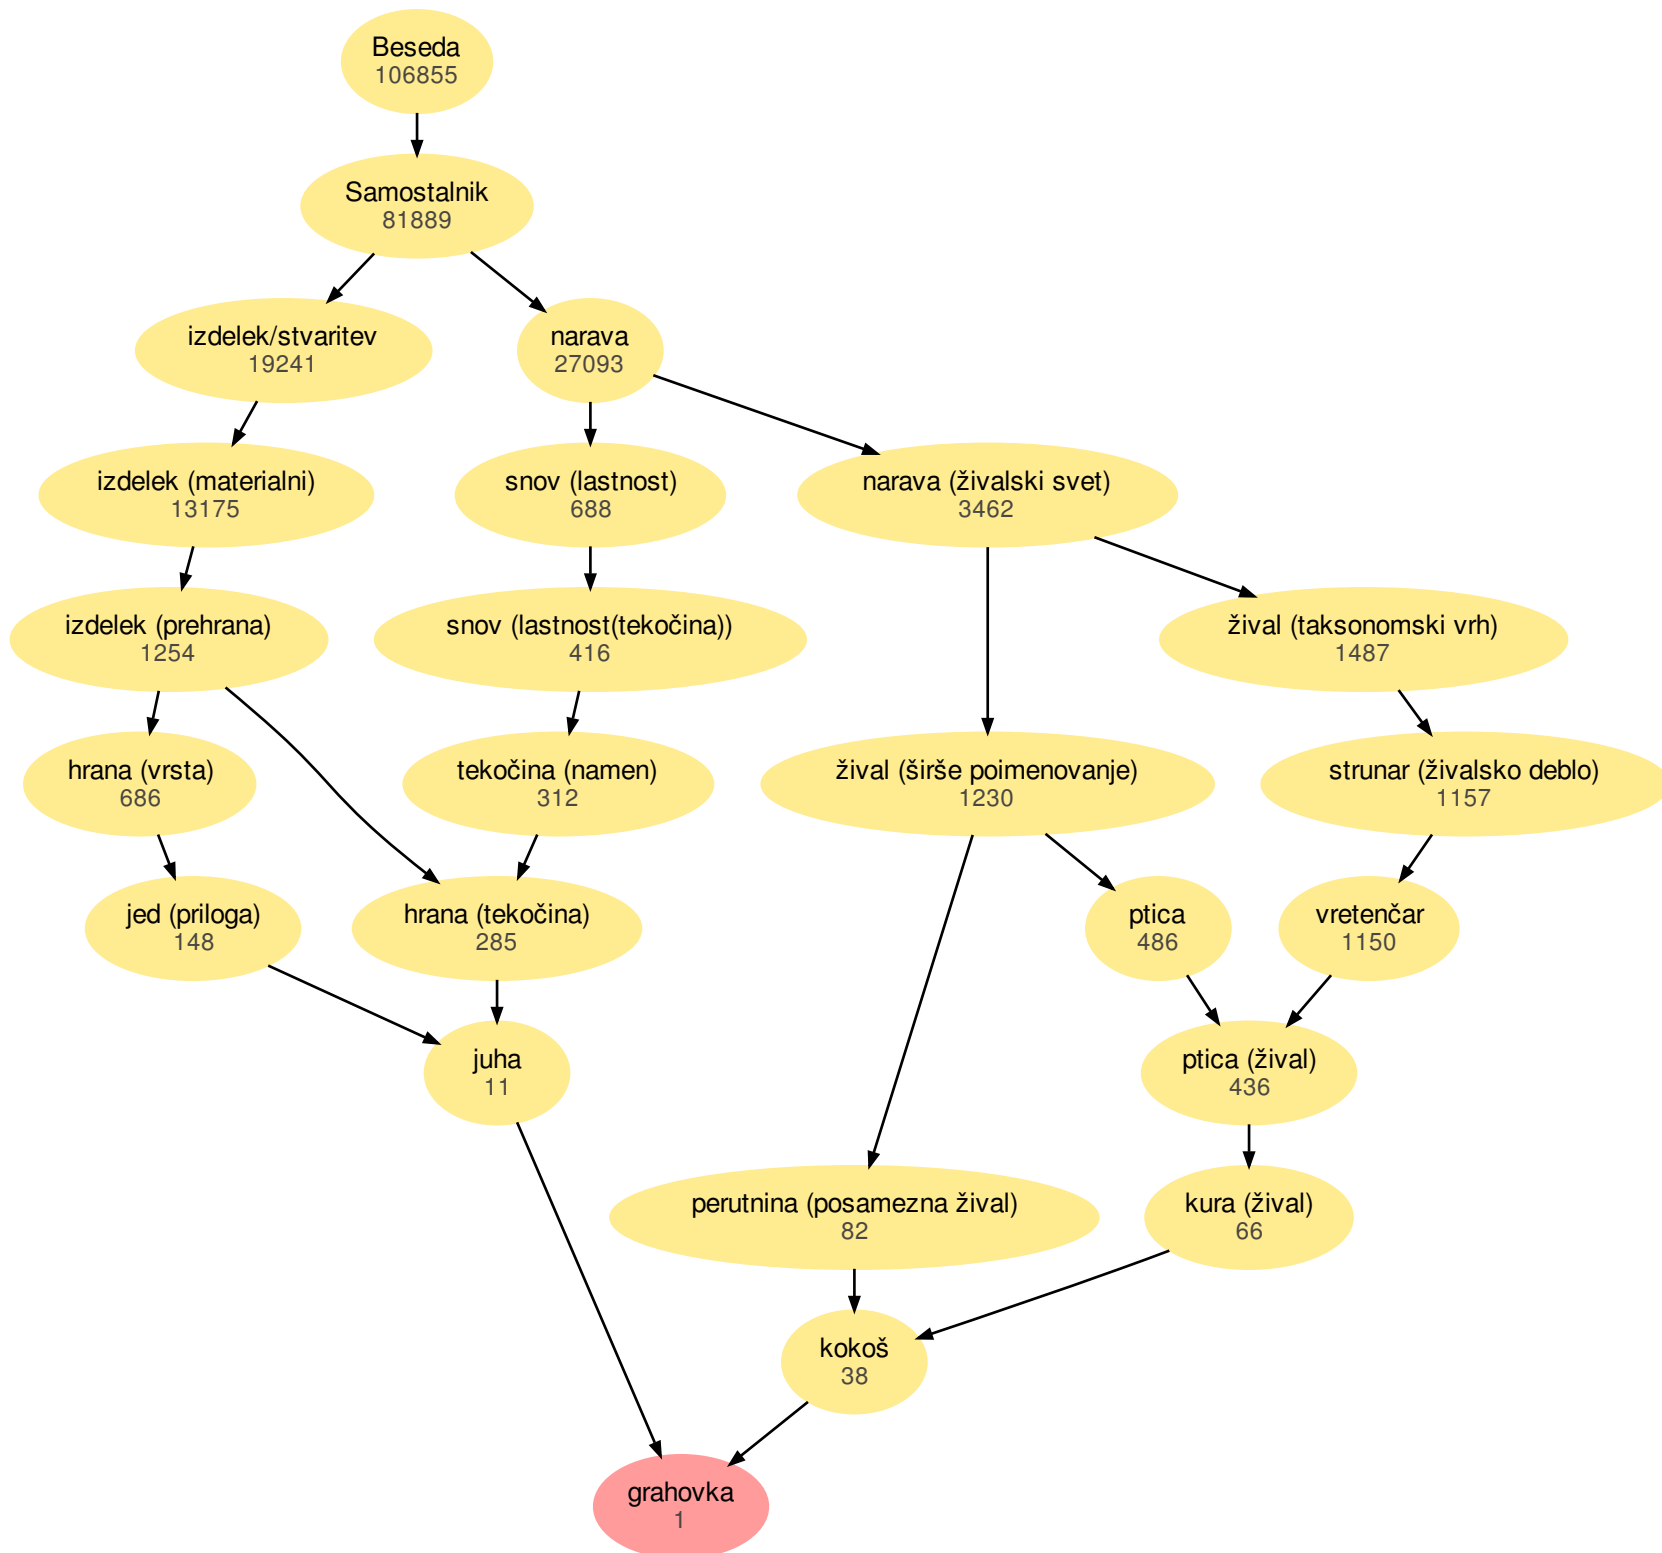 Beseda
106855
Samostalnik
81889
izdelek/stvaritev
19241
narava
27093
izdelek (materialni)
13175
snov (lastnost)
688
narava (živalski svet)
3462
izdelek (prehrana)
1254
snov (lastnost(tekočina))
416
žival (taksonomski vrh)
1487
hrana (vrsta)
686
tekočina (namen)
312
žival (širše poimenovanje)
1230
strunar (živalsko deblo)
1157
jed (priloga)
148
hrana (tekočina)
285
ptica
486
vretenčar
1150
juha
11
ptica (žival)
436
perutnina (posamezna žival)
82
kura (žival)
66
kokoš
38
grahovka
1